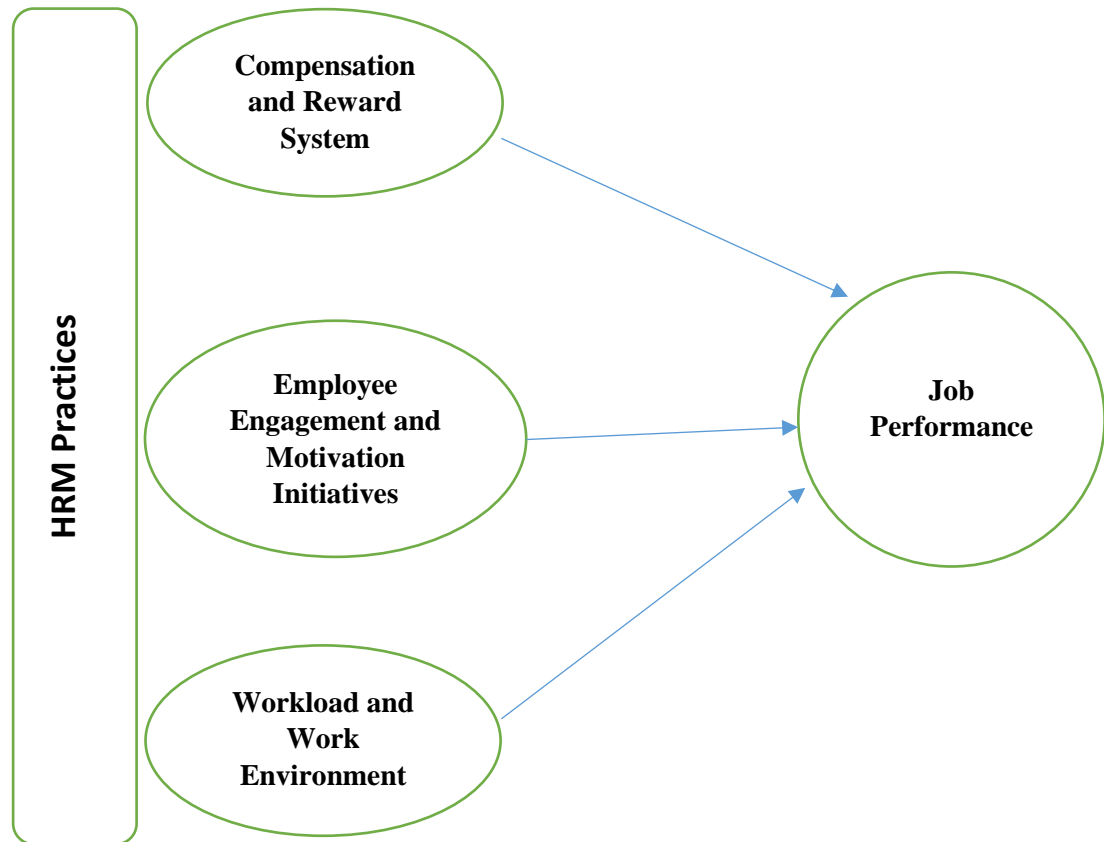 HRM Practices
Compensation
and Reward
System
Employee
Engagement and
Motivation
Initiatives
Workload and
Work
Environment
Job
Performance